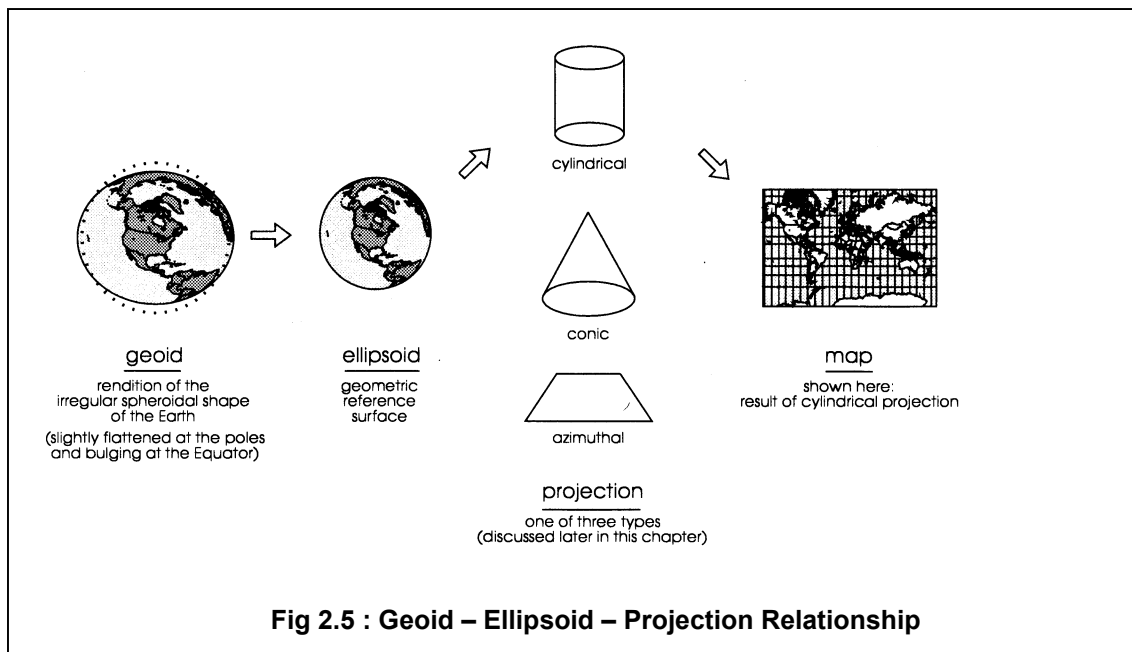 cylindrical
conic
azimuthal
geoid
rendition of the
irregular spheroidal shape
of the Earth
(slightly flattened at the poles
and bulging at the Equator)
ellipsoid
geometric
reference
surface
projection
one of three types
(discussed later in this chapter)
map
shown here:
result of cylindrical projection
Fig 2.5 : Geoid – Ellipsoid – Projection Relationship